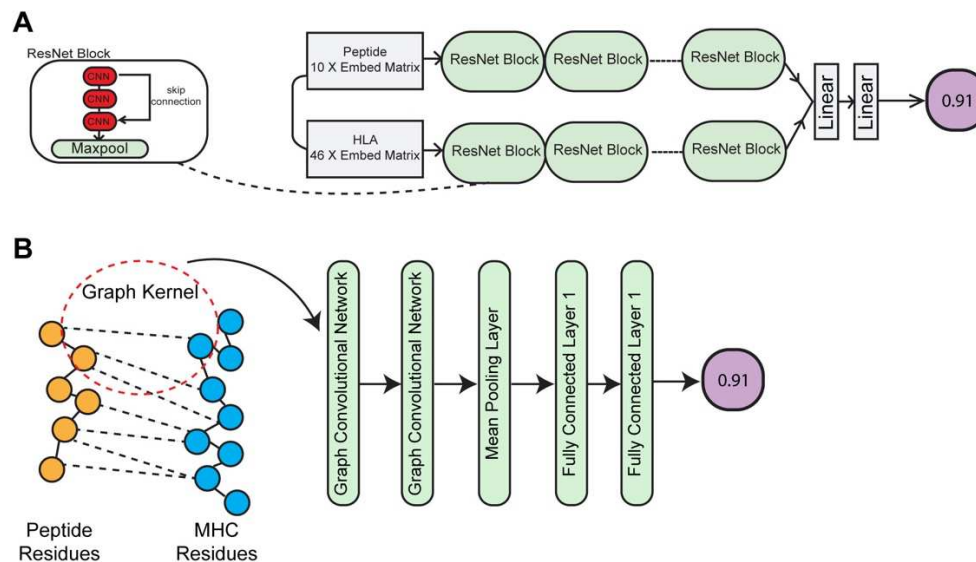 A
ResNet Block
CNN
CNN
CNN
skip
connection
Maxpool
Peptide
10 X Embed Matrix
ResNet Block
ResNet Block
ResNet Block
HLA
46 X Embed Matrix
ResNet Block
ResNet Block
ResNet Block
Linear
Linear
0.91
B
Graph Kernel
Peptide
Residues
MHC
Residues
Graph Convolutional Network
Graph Convolutional Network
Mean Pooling Layer
Fully Connected Layer 1
Fully Connected Layer 1
0.91